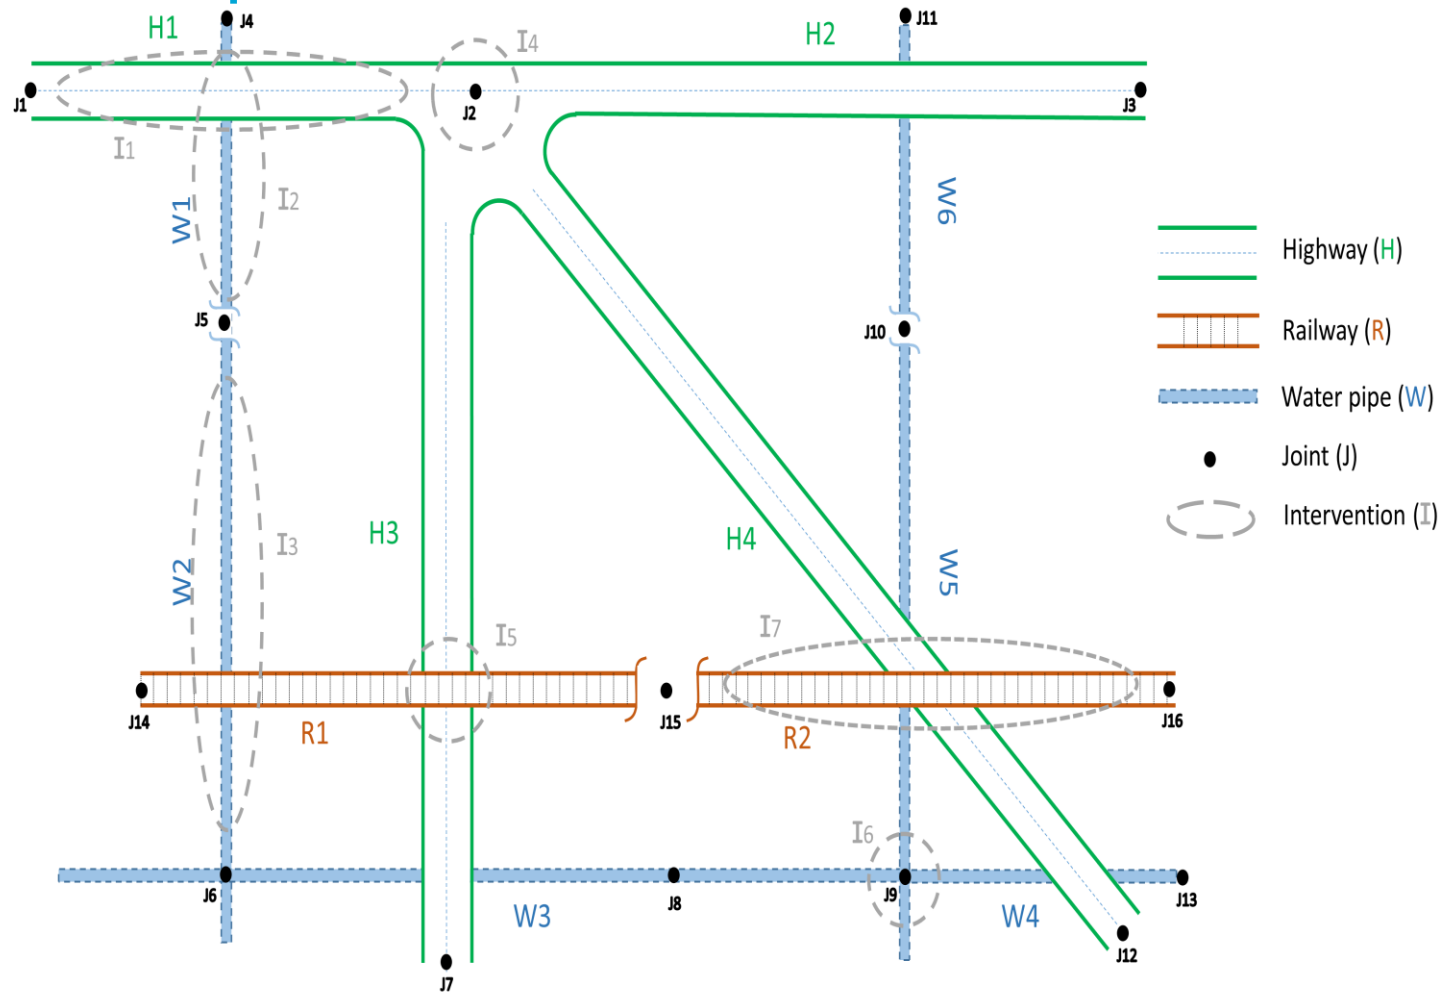 H1
J4
I4
H2
J11
J1
J2
J3
I1
I2
W1
W6
Highway (H)
J5
J10
Railway (R)
Water pipe (W)
Joint (J)
Intervention (I)
H3
H4
I3
W2
W5
I5
I7
J14
R1
J15
R2
J16
I6
J6
W3
J8
J9
W4
J13
J12
J7